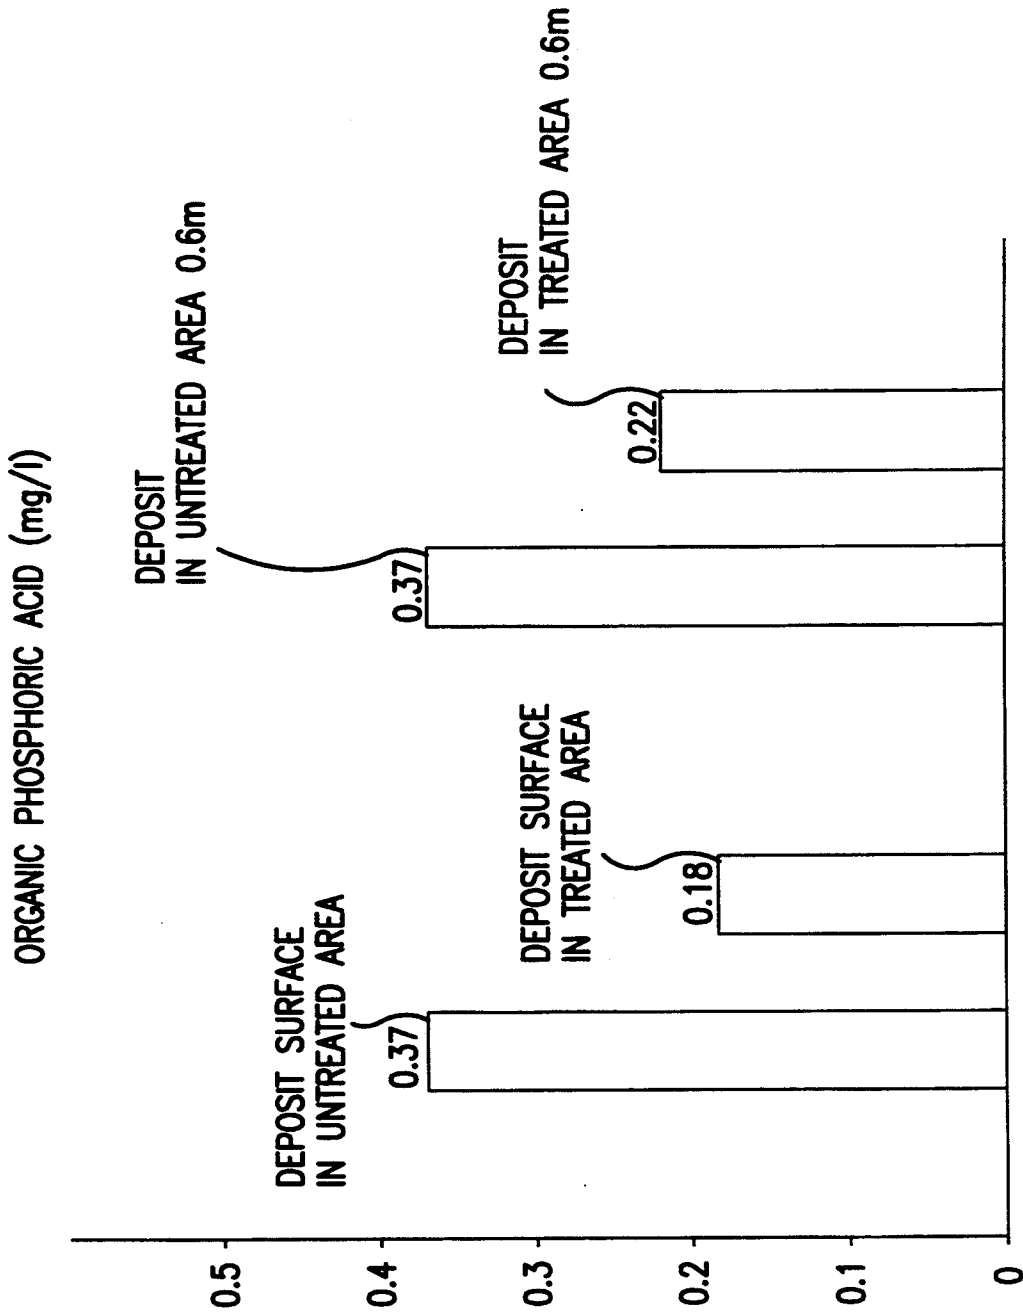 ORGANIC PHOSPHORIC ACID (mg/l)
0.5
0.4
0.3
0.2
0.1
0
DEPOSIT SURFACE
IN UNTREATED AREA
0.37
DEPOSIT SURFACE
IN TREATED AREA
0.18
DEPOSIT
IN UNTREATED AREA 0.6m
0.37
DEPOSIT
IN TREATED AREA 0.6m
0.22